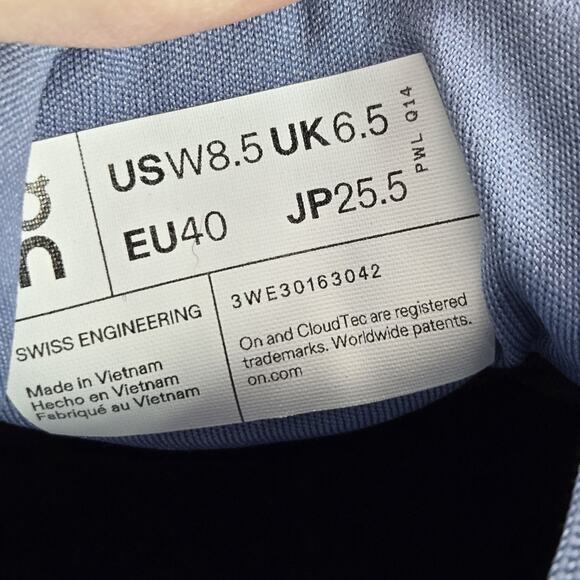 On
USW8.5 UK6.5
EU40 JP25.5
PWL Q14
SWISS ENGINEERING
Made in Vietnam
Hecho en Vietnam
Fabriqué au Vietnam
3WE30163042
On and CloudTec are registered
trademarks. Worldwide patents.
on.com